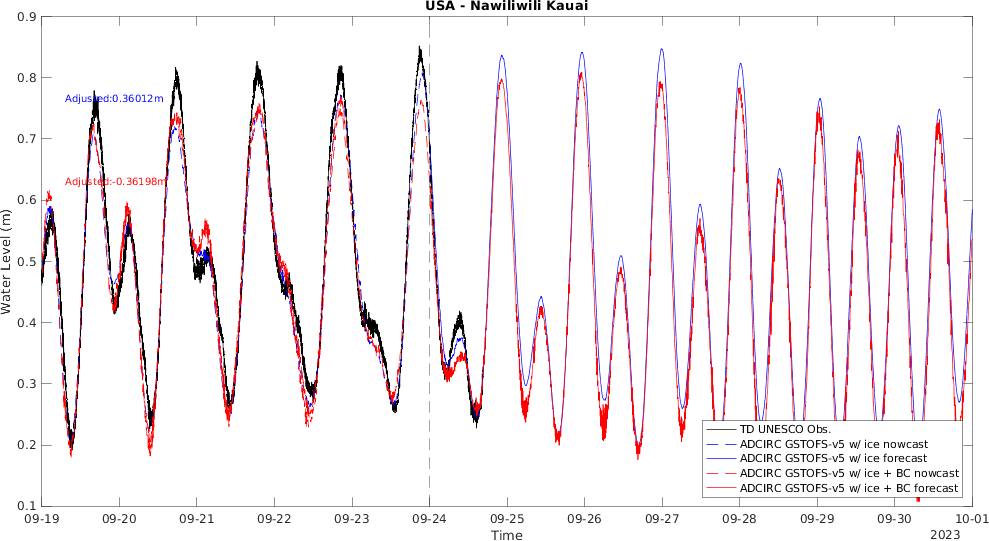 USA - Nawiliwili Kauai
0.9
0.8
0.7
0.6
0.5
0.4
0.3
0.2
0.1
Water Level (m)
Adjusted:0.36012m
Adjusted:-0.36198m
TD UNESCO Obs.
ADCIRC GSTOFS-v5 w/ ice nowcast
ADCIRC GSTOFS-v5 w/ ice forecast
ADCIRC GSTOFS-v5 w/ ice + BC nowcast
ADCIRC GSTOFS-v5 w/ ice + BC forecast
09-19 09-20 09-21 09-22 09-23 09-24 09-25 09-26 09-27 09-28 09-29 09-30 10-01
Time
2023